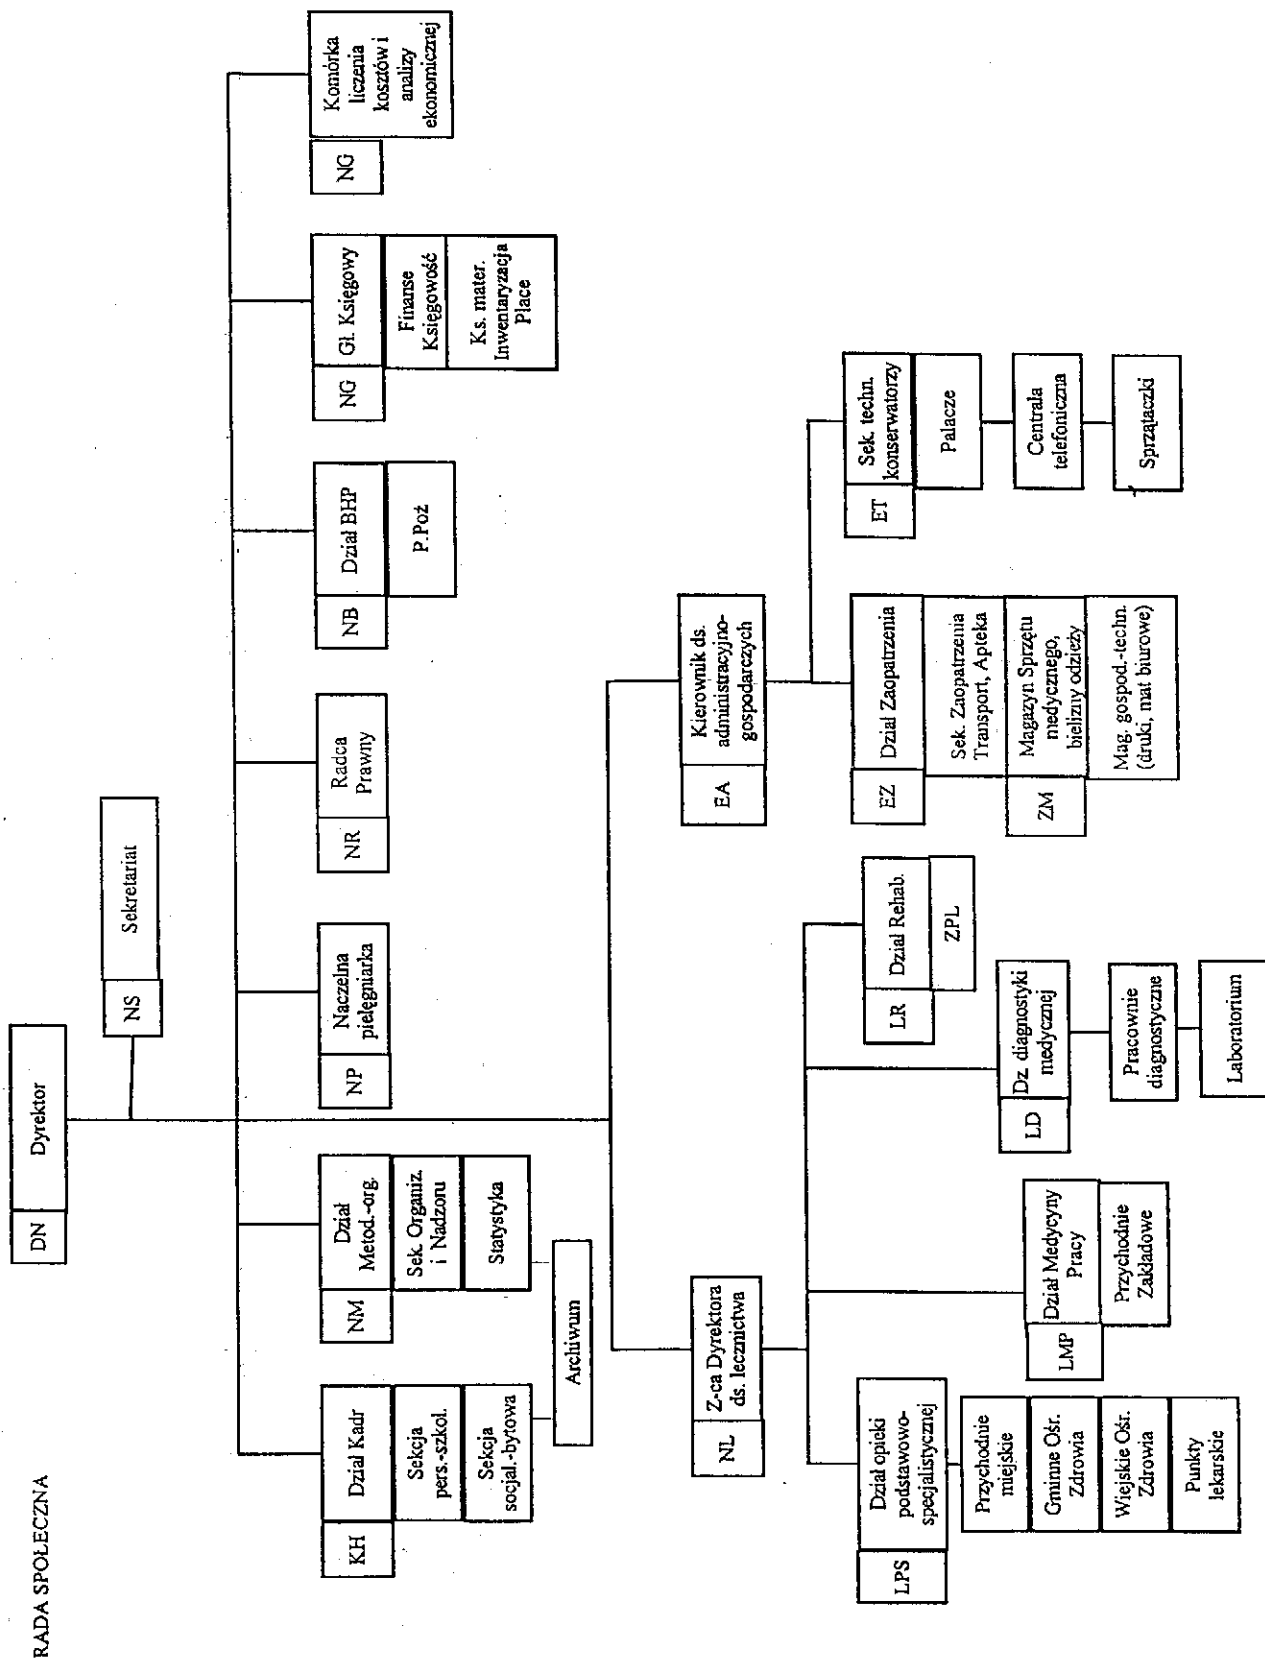 RADA SPOŁECZNA
DN
Dyrektor
NS
Sekretariat
KH
Dział Kadr
Sekcja
pers.-szkol.
Sekcja
socjal.-bytowa
NM
Dział
Metod.-org.
Sek. Organiz.
i Nadzoru
Statystyka
Archiwum
NP
Naczelna
pielęgniarka
NR
Radca
Prawny
NB
Dział BHP
P.Poż
NG
Gł. Księgowy
Finanse
Księgowość
Ks. mater.
Inwentaryzacja
Płace
NG
Komórka
liczenia
kosztów i
analizy
ekonomicznej
NL
Z-ca Dyrektora
ds. lecznictwa
EA
Kierownik ds.
administracyjno-
gospodarczych
LPS
Dział opieki
podstawowo-
specjalistycznej
Przychodnie
miejskie
Gminne Ośr.
Zdrowia
Wiejskie Ośr.
Zdrowia
Punkty
lekarskie
LMP
Dział Medycyny
Pracy
Przychodnie
Zakładowe
LD
Dz. diagnostyki
medycznej
Pracownie
diagnostyczne
Laboratorium
LR
Dział Rehab.
ZPL
EZ
Dział Zaopatrzenia
Sek. Zaopatrzenia
Transport, Apteka
ZM
Magazyn Sprzętu
medycznego,
bielizny odzieży
Mag. gospod.-techn.
(druki, mat biurowe)
ET
Sek. techn.
konserwatorzy
Palacze
Centrala
telefoniczna
Sprzątaczki